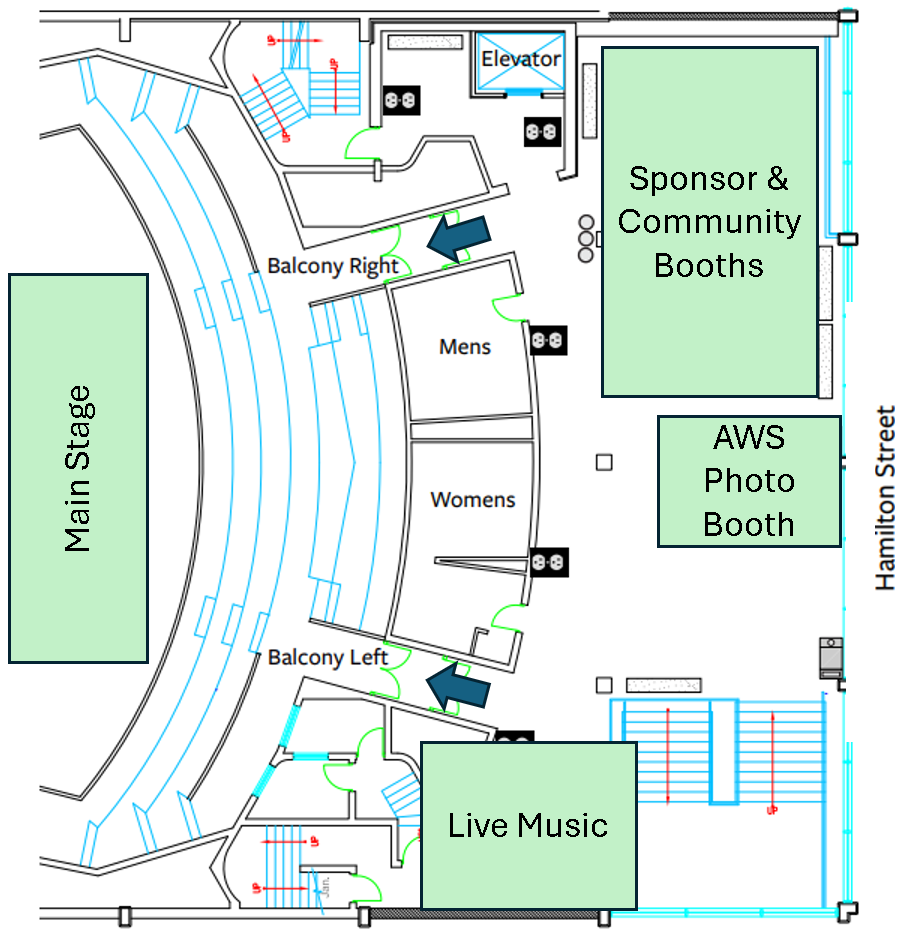 UP
UP
UP
Elevator
Sponsor &
Community
Booths
Balcony Right
Mens
Main Stage
AWS
Photo
Booth
Womens
Hamilton Street
Balcony Left
Live Music
UP
UP
UP
Jan.